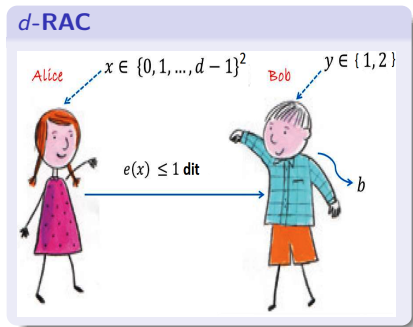 d-RAC
Alice
x ∈ {0, 1, ..., d − 1}²
Bob
y ∈ { 1, 2 }
e(x) ≤ 1 dit
b